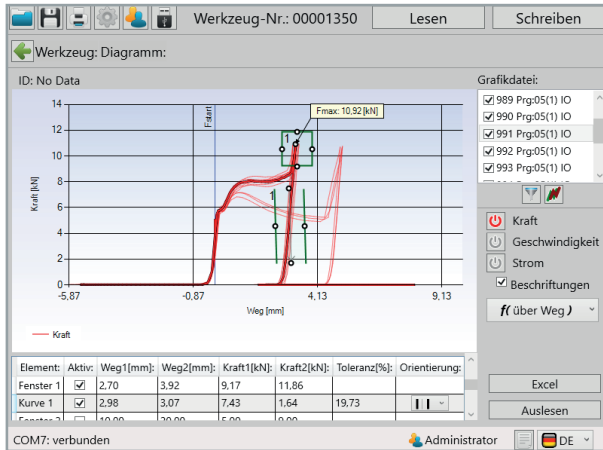 Werkzeug-Nr.: 00001350
Lesen
Schreiben
Werkzeug: Diagramm:
ID: No Data
Grafikdatei:
Fstart
Fmax: 10,92 [kN]
1
1
Kraft [kN]
14
12
10
8
6
4
2
0
-5,87
-0,87
4,13
9,13
Weg [mm]
Kraft
989 Prg:05(1) IO
990 Prg:05(1) IO
991 Prg:05(1) IO
992 Prg:05(1) IO
993 Prg:05(1) IO
Kraft
Geschwindigkeit
Strom
Beschriftungen
f( über Weg )
Element: Aktiv: Weg1[mm]: Weg2[mm]: Kraft1[kN]: Kraft2[kN]: Toleranz[%]: Orientierung:
Fenster 1 2,70 3,92 9,17 11,86
Kurve 1 2,98 3,07 7,43 1,64 19,73
Excel
Auslesen
COM7: verbunden
Administrator
DE